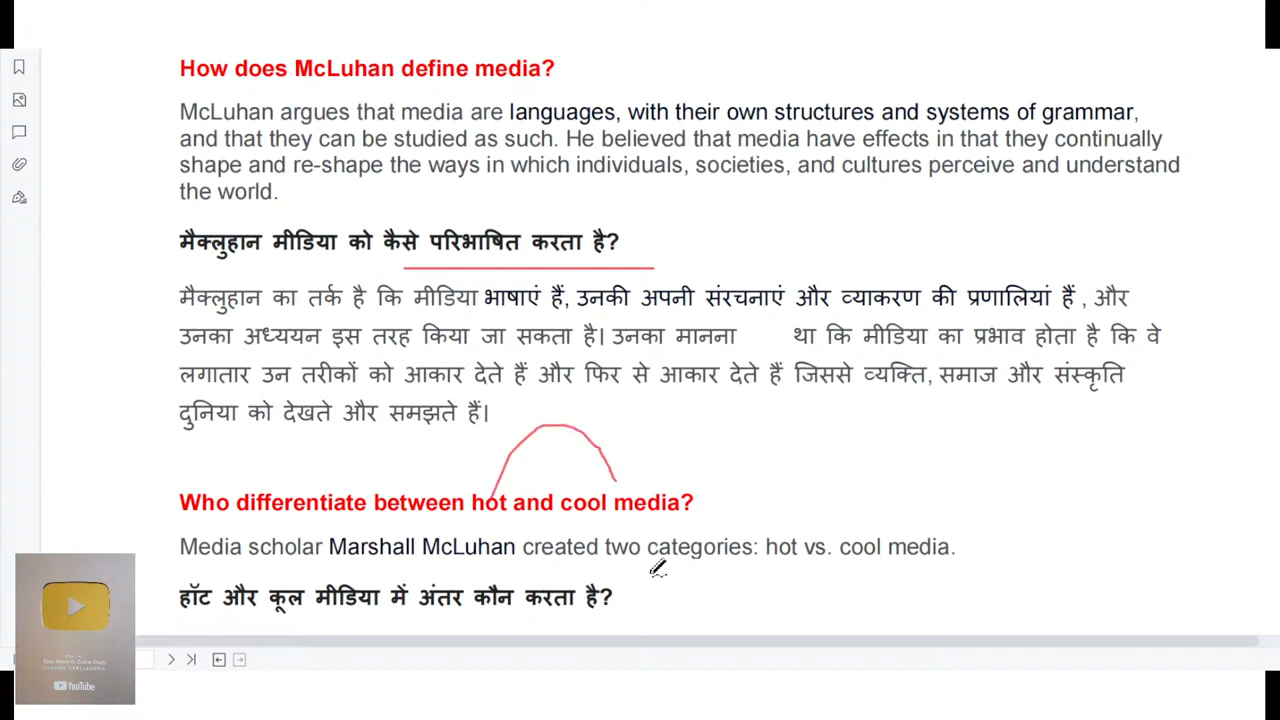 How does McLuhan define media?
McLuhan argues that media are languages, with their own structures and systems of grammar,
and that they can be studied as such. He believed that media have effects in that they continually
shape and re-shape the ways in which individuals, societies, and cultures perceive and understand
the world.
मैक्लुहान मीडिया को कैसे परिभाषित करता है?
मैक्लुहान का तर्क है कि मीडिया भाषाएं हैं, उनकी अपनी संरचनाएं और व्याकरण की प्रणालियां हैं , और
उनका अध्ययन इस तरह किया जा सकता है। उनका मानना था कि मीडिया का प्रभाव होता है कि वे
लगातार उन तरीकों को आकार देते हैं और फिर से आकार देते हैं जिससे व्यक्ति, समाज और संस्कृति
दुनिया को देखते और समझते हैं।
Who differentiate between hot and cool media?
Media scholar Marshall McLuhan created two categories: hot vs. cool media.
हॉट और कूल मीडिया में अंतर कौन करता है?
YouTube